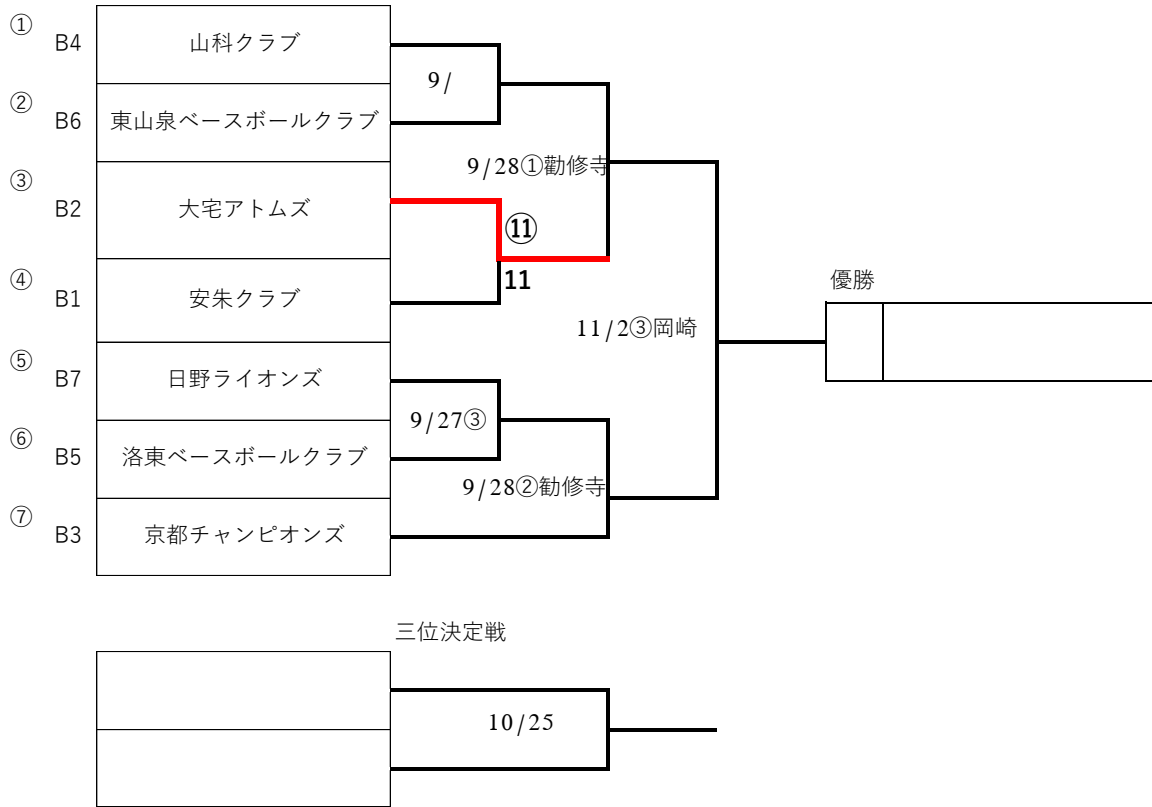 ①
B4 山科クラブ
9/
②
B6 東山泉ベースボールクラブ
9/28①勧修寺
③
B2 大宅アトムズ
⑪
11
④
B1 安朱クラブ
優勝
11/2③岡崎
⑤
B7 日野ライオンズ
9/27③
⑥
B5 洛東ベースボールクラブ
9/28②勧修寺
⑦
B3 京都チャンピオンズ
三位決定戦
10/25